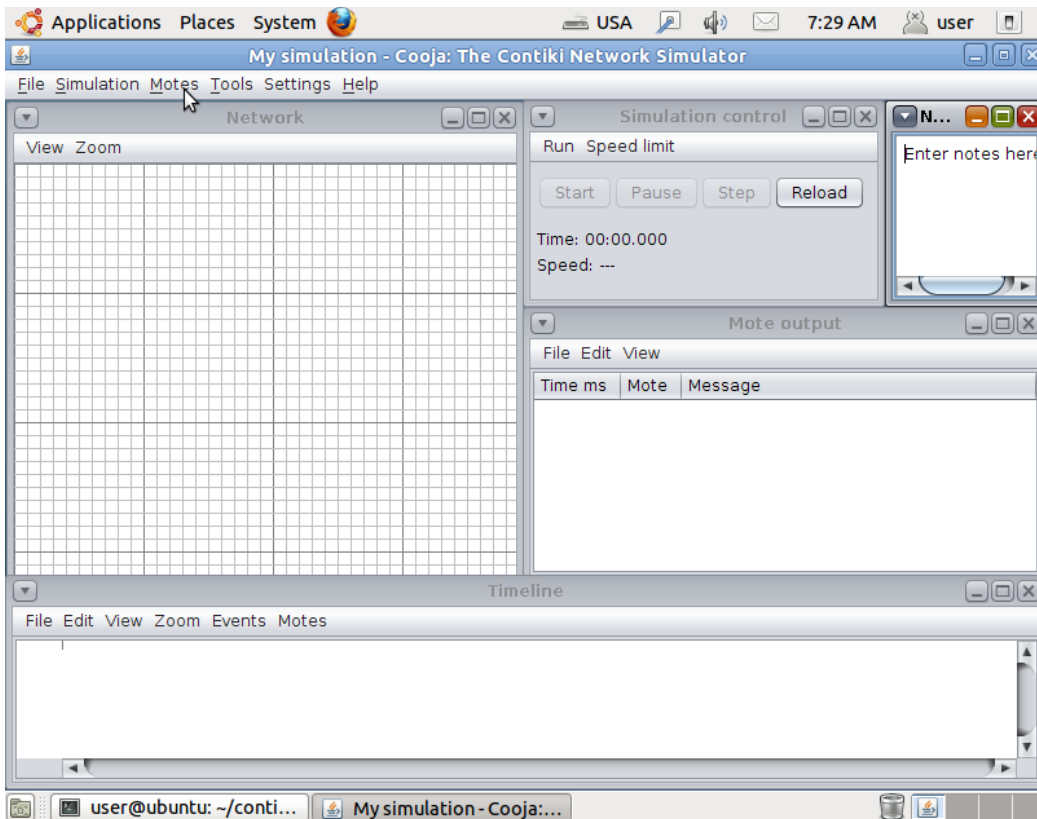 Applications Places System USA 7:29 AM user
My simulation - Cooja: The Contiki Network Simulator
File Simulation Motes Tools Settings Help
Network
View Zoom
Simulation control
Run Speed limit
Start Pause Step Reload
Time: 00:00.000
Speed: ---
N...
Enter notes here
Mote output
File Edit View
Time ms Mote Message
Timeline
File Edit View Zoom Events Motes
user@ubuntu: ~/conti... My simulation - Cooja:...